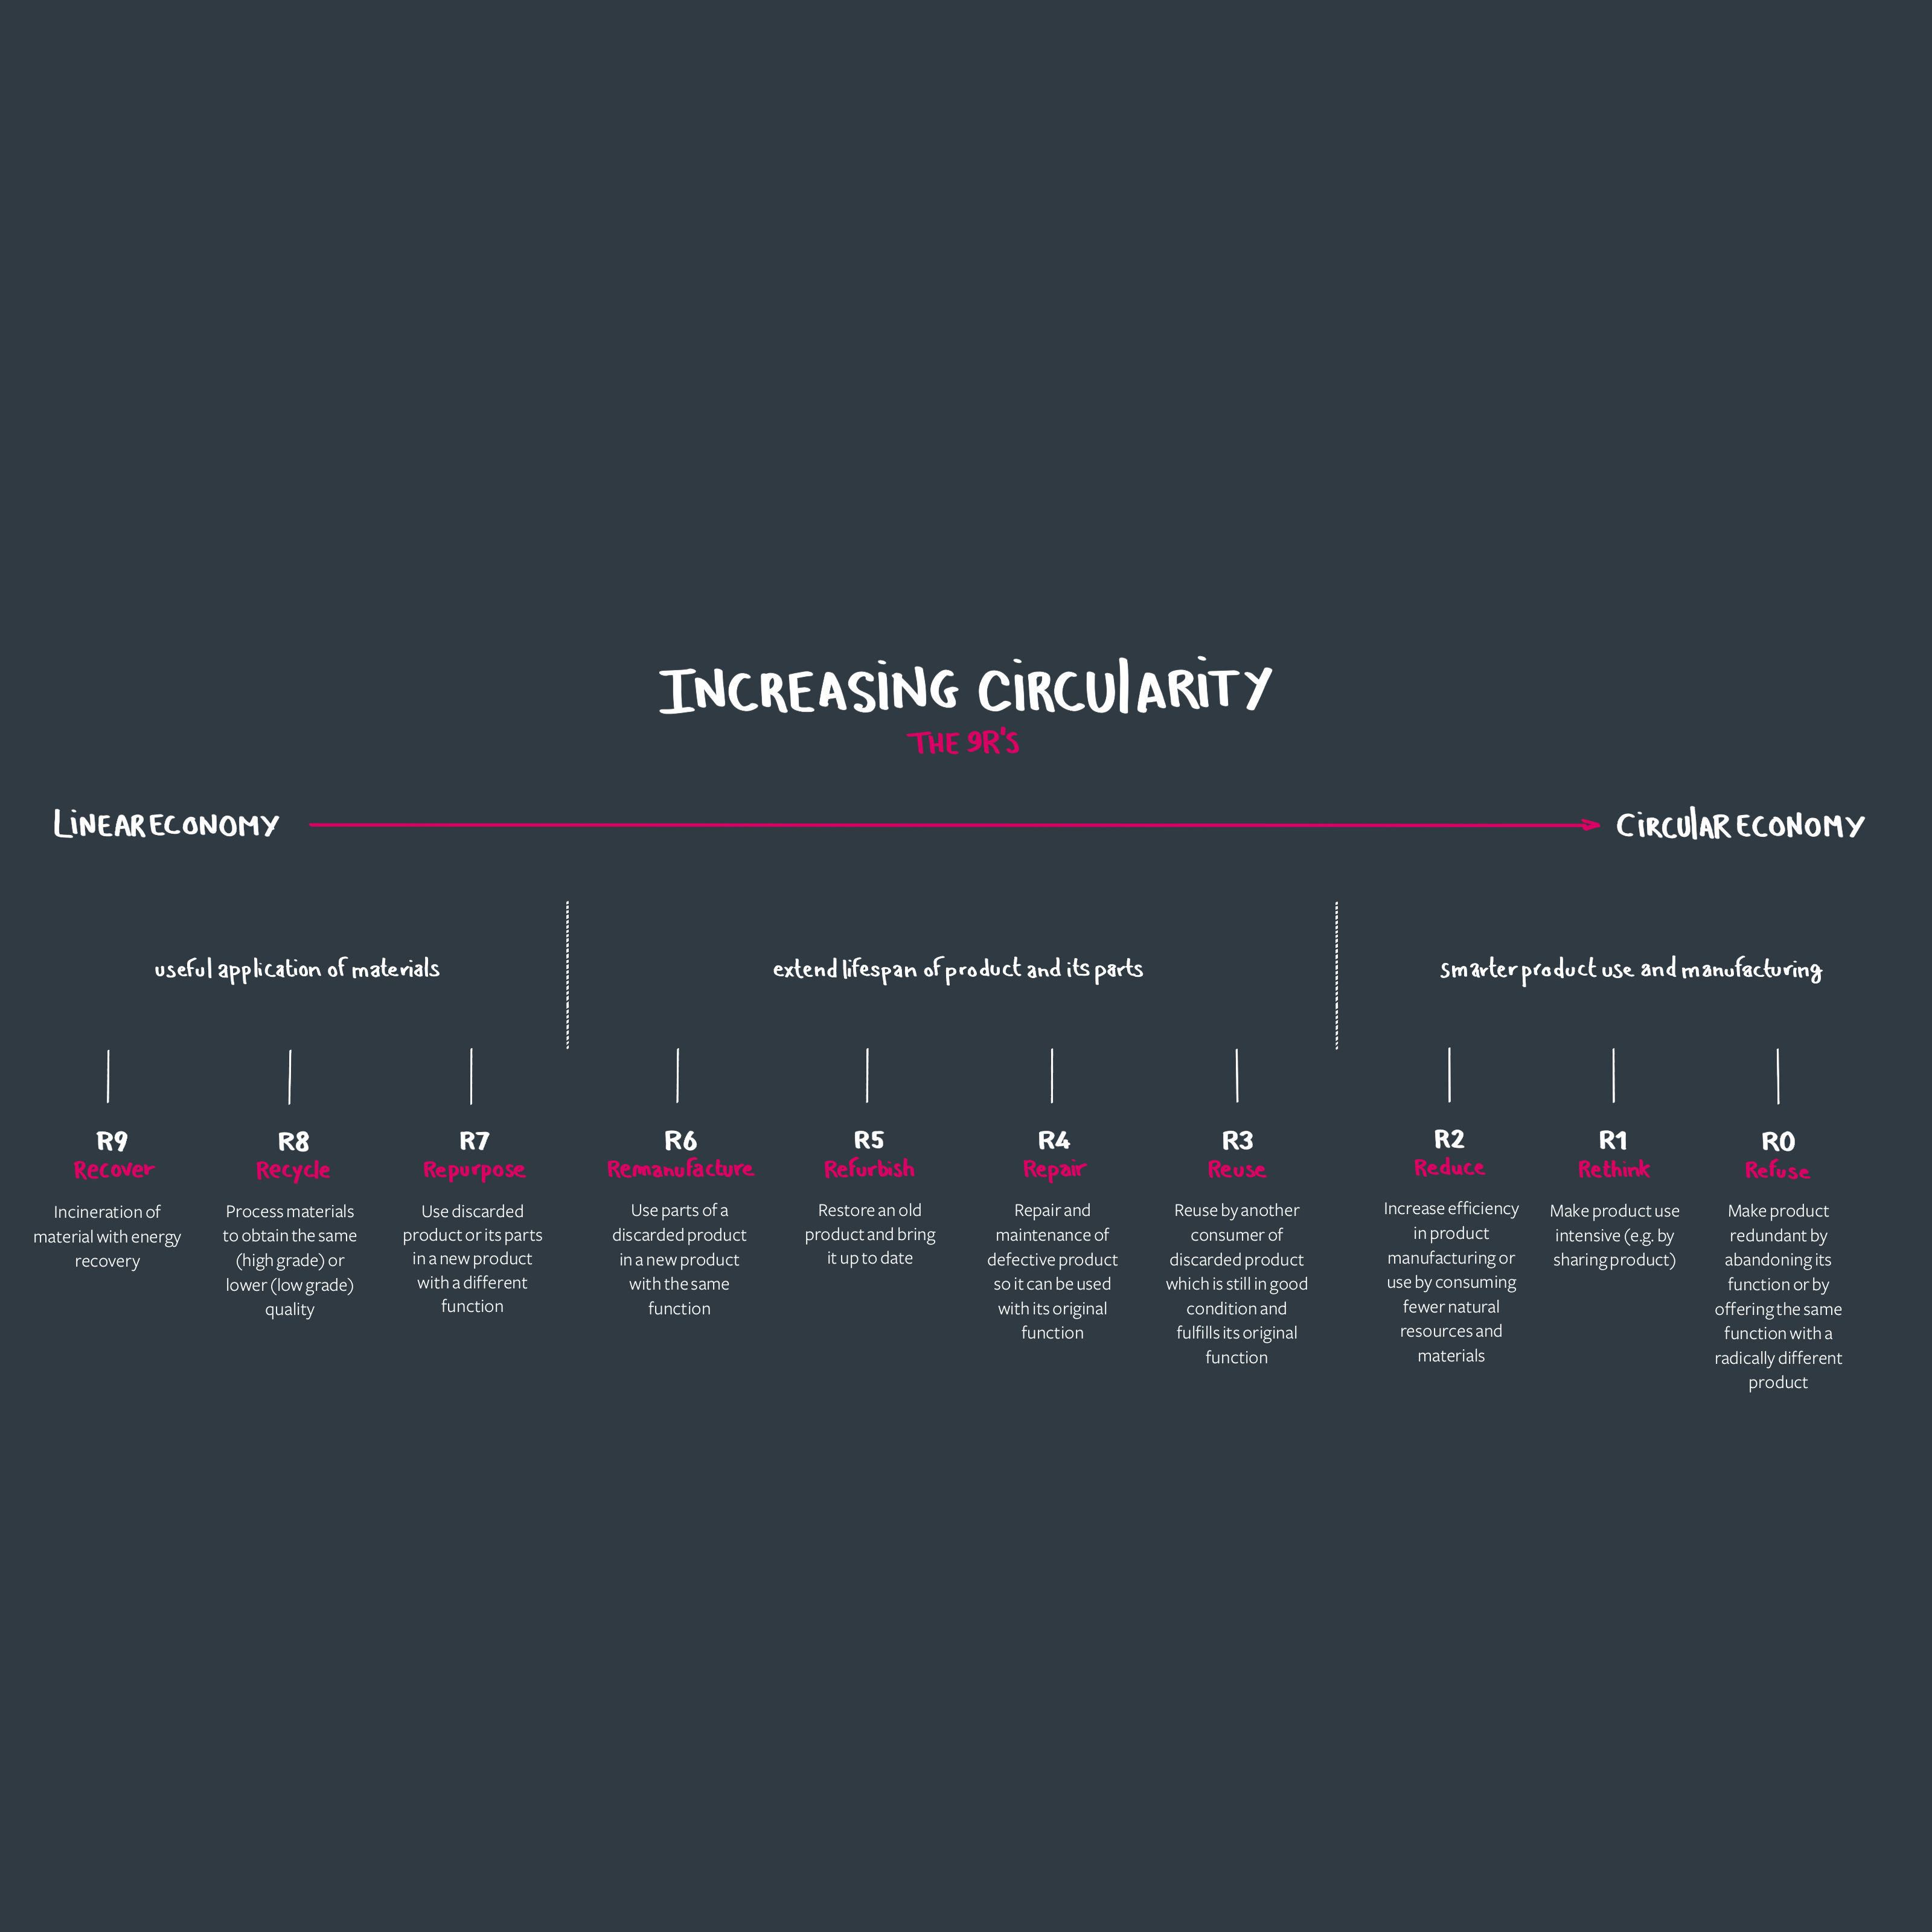 INCREASING CIRCULARITY
THE 9R'S
LINEAR ECONOMY
CIRCULAR ECONOMY
useful application of materials
extend lifespan of product and its parts
smarter product use and manufacturing
R9
Recover
Incineration of
material with energy
recovery
R8
Recycle
Process materials
to obtain the same
(high grade) or
lower (low grade)
quality
R7
Repurpose
Use discarded
product or its parts
in a new product
with a different
function
R6
Remanufacture
Use parts of a
discarded product
in a new product
with the same
function
R5
Refurbish
Restore an old
product and bring
it up to date
R4
Repair
Repair and
maintenance of
defective product
so it can be used
with its original
function
R3
Reuse
Reuse by another
consumer of
discarded product
which is still in good
condition and
fulfills its original
function
R2
Reduce
Increase efficiency
in product
manufacturing or
use by consuming
fewer natural
resources and
materials
R1
Rethink
Make product use
intensive (e.g. by
sharing product)
R0
Refuse
Make product
redundant by
abandoning its
function or by
offering the same
function with a
radically different
product